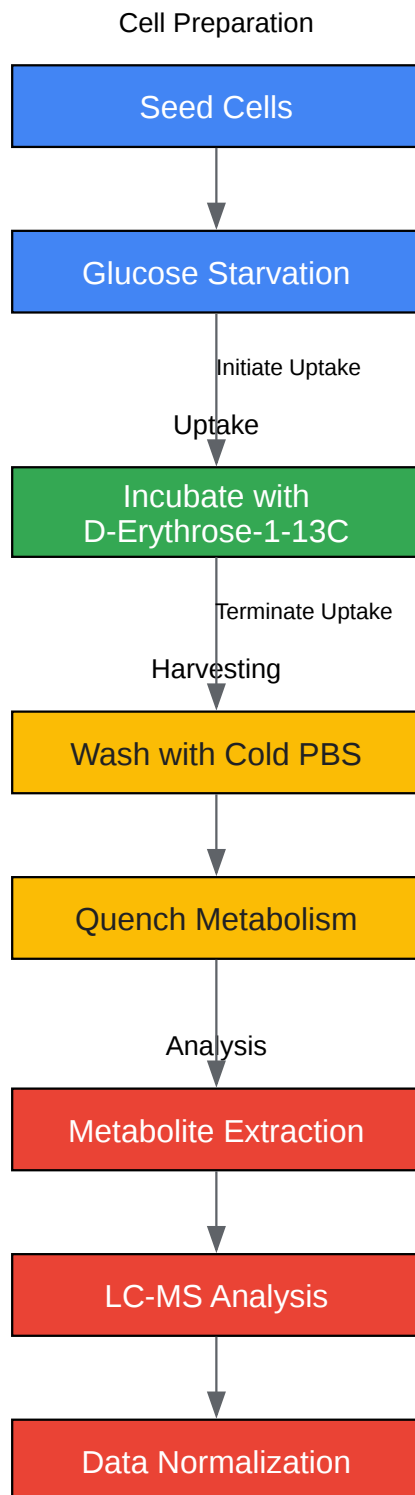 Cell Preparation
Seed Cells
Glucose Starvation
Initiate Uptake
Uptake
Incubate with
D-Erythrose-1-13C
Terminate Uptake
Harvesting
Wash with Cold PBS
Quench Metabolism
Analysis
Metabolite Extraction
LC-MS Analysis
Data Normalization